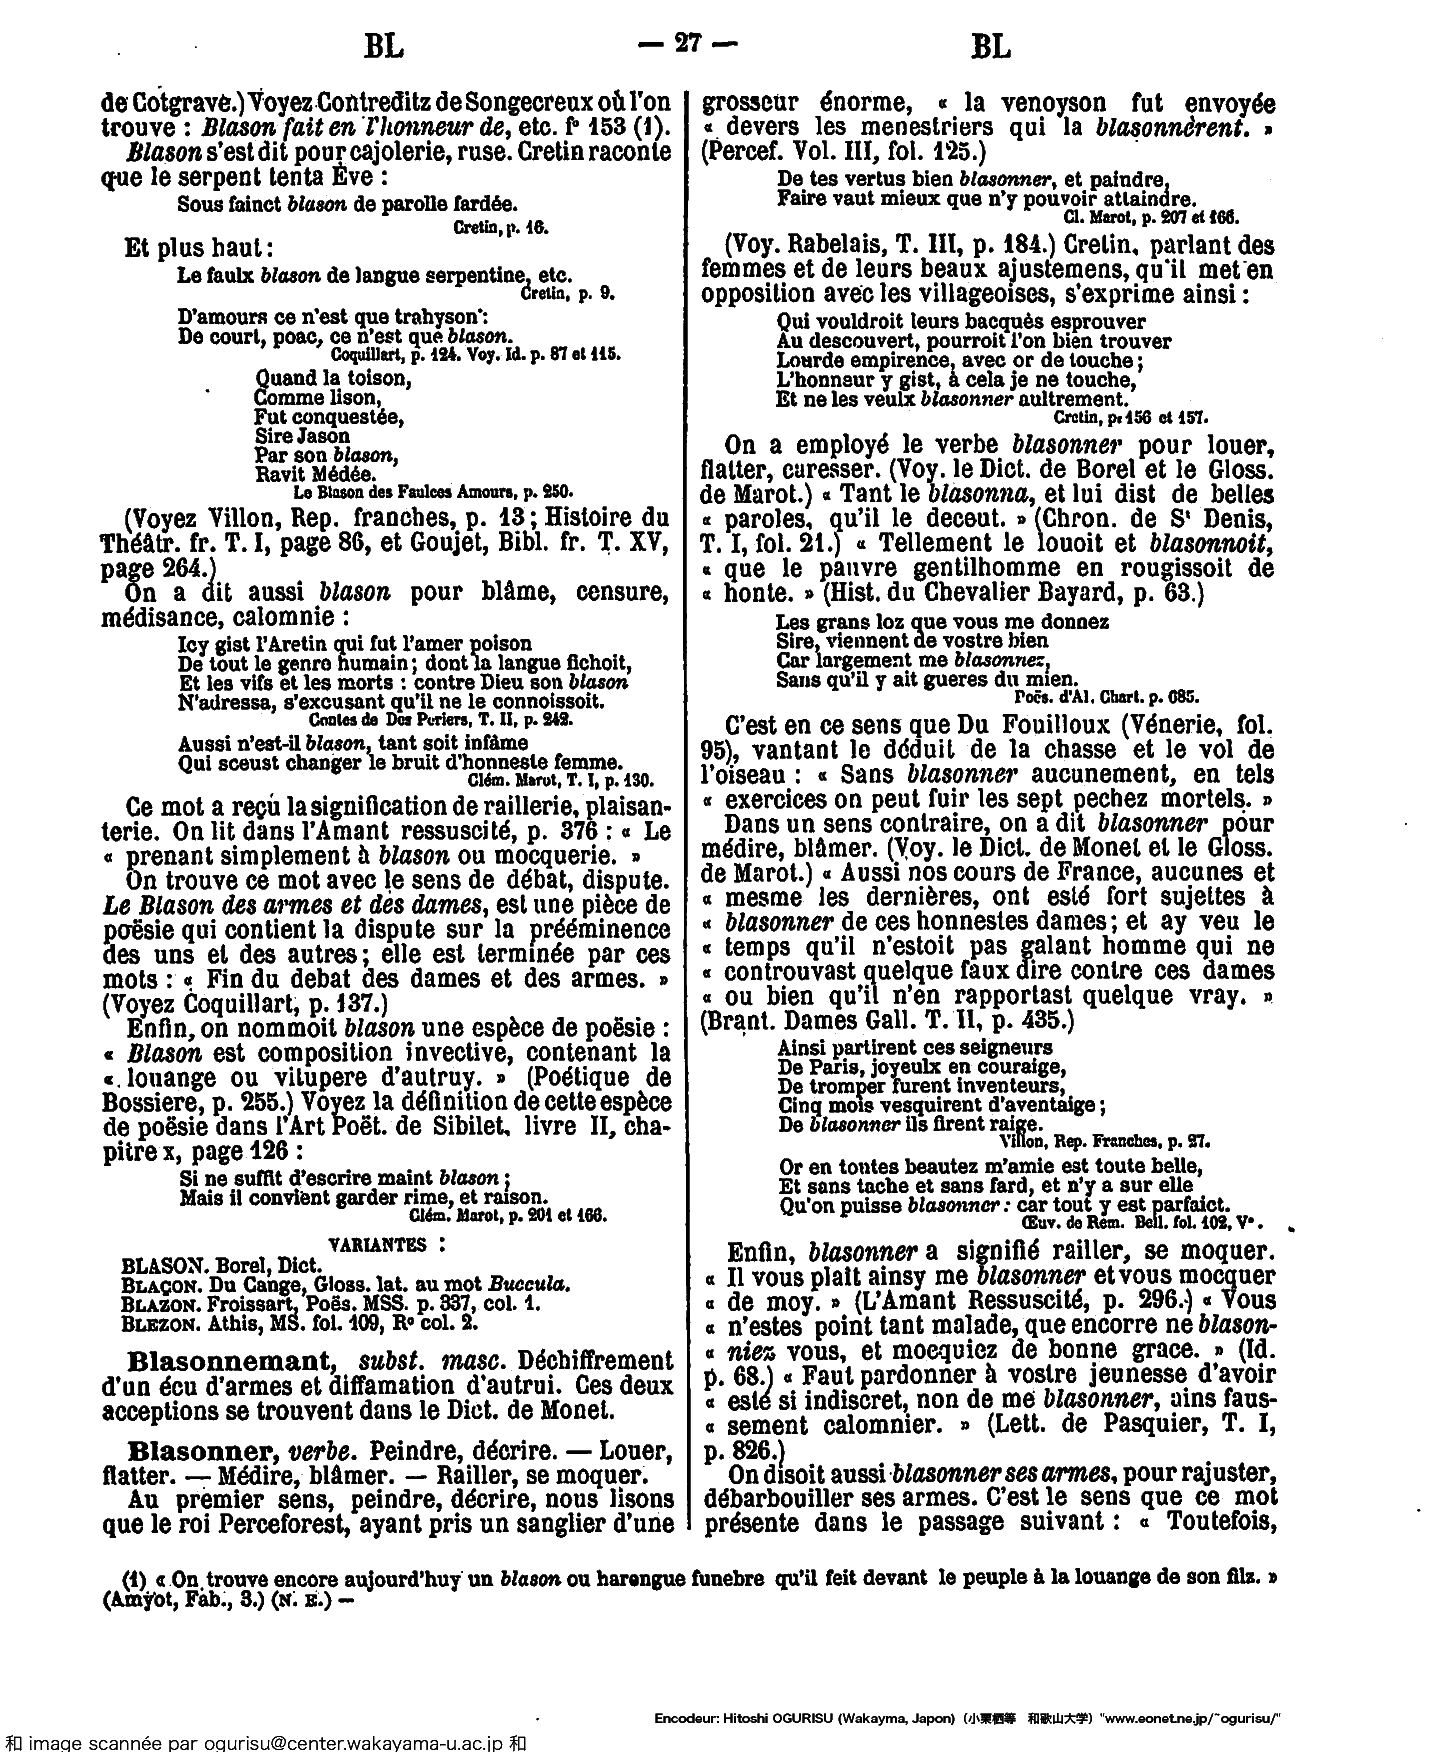 BL — 27 — BL
de Cotgrave.) Voyez Contreditz de Songecreux où l'on
trouve : Blason fait en l'honneur de, etc. f° 153 (1).
Blason s'est dit pour cajolerie, ruse. Cretin raconte
que le serpent tenta Ève :
Sous fainct blason de parolle fardée.
Cretin, p. 16.
Et plus haut :
Le faulx blason de langue serpentine, etc.
Cretin, p. 9.
D'amours ce n'est que trahyson :
De court, poac, ce n'est que blason.
Coquillart, p. 124. Voy. Id. p. 87 et 115.
Quand la toison,
Comme lison,
Fut conquestée,
Sire Jason
Par son blason,
Ravit Médée.
Le Blason des Faulces Amours, p. 250.
(Voyez Villon, Rep. franches, p. 13 ; Histoire du
Théâtr. fr. T. I, page 86, et Goujet, Bibl. fr. T. XV,
page 264.)
On a dit aussi blason pour blâme, censure,
médisance, calomnie :
Icy gist l'Aretin qui fut l'amer poison
De tout le genre humain ; dont la langue fichoit,
Et les vifs et les morts : contre Dieu son blason
N'adressa, s'excusant qu'il ne le connoissoit.
Contes de Des Periers, T. II, p. 242.
Aussi n'est-il blason, tant soit infâme
Qui sceust changer le bruit d'honneste femme.
Clém. Marot, T. I, p. 130.
Ce mot a reçu la signification de raillerie, plaisan-
terie. On lit dans l'Amant ressuscité, p. 376 : « Le
« prenant simplement à blason ou mocquerie. »
On trouve ce mot avec le sens de débat, dispute.
Le Blason des armes et des dames, est une pièce de
poësie qui contient la dispute sur la prééminence
des uns et des autres ; elle est terminée par ces
mots : « Fin du debat des dames et des armes. »
(Voyez Coquillart, p. 137.)
Enfin, on nommoit blason une espèce de poësie :
« Blason est composition invective, contenant la
« louange ou vitupere d'autruy. » (Poétique de
Bossiere, p. 255.) Voyez la définition de cette espèce
de poësie dans l'Art Poët. de Sibilet, livre II, cha-
pitre x, page 126 :
Si ne suffit d'escrire maint blason ;
Mais il convient garder rime, et raison.
Clém. Marot, p. 201 et 166.
VARIANTES :
BLASON. Borel, Dict.
BLAÇON. Du Cange, Gloss. lat. au mot Buccula.
BLAZON. Froissart, Poës. MSS. p. 337, col. 1.
BLEZON. Athis, MS. fol. 109, R° col. 2.
Blasonnemant, subst. masc. Déchiffrement
d'un écu d'armes et diffamation d'autrui. Ces deux
acceptions se trouvent dans le Dict. de Monet.
Blasonner, verbe. Peindre, décrire. — Louer,
flatter. — Médire, blâmer. — Railler, se moquer.
Au premier sens, peindre, décrire, nous lisons
que le roi Perceforest, ayant pris un sanglier d'une
grosseur énorme, « la venoyson fut envoyée
« devers les menestriers qui la blasonnèrent. »
(Percef. Vol. III, fol. 125.)
De tes vertus bien blasonner, et paindre,
Faire vaut mieux que n'y pouvoir attaindre.
Cl. Marot, p. 207 et 166.
(Voy. Rabelais, T. III, p. 184.) Cretin, parlant des
femmes et de leurs beaux ajustemens, qu'il met en
opposition avec les villageoises, s'exprime ainsi :
Qui vouldroit leurs bacquès esprouver
Au descouvert, pourroit l'on bien trouver
Lourde empirence, avec or de touche ;
L'honneur y gist, à cela je ne touche,
Et ne les veulx blasonner aultrement.
Cretin, p. 156 et 157.
On a employé le verbe blasonner pour louer,
flatter, caresser. (Voy. le Dict. de Borel et le Gloss.
de Marot.) « Tant le blasonna, et lui dist de belles
« paroles, qu'il le deceut. » (Chron. de St Denis,
T. I, fol. 21.) « Tellement le louoit et blasonnoit,
« que le pauvre gentilhomme en rougissoit de
« honte. » (Hist. du Chevalier Bayard, p. 63.)
Les grans loz que vous me donnez
Sire, viennent de vostre bien
Car largement me blasonnez,
Sans qu'il y ait gueres du mien.
Poës. d'Al. Chart. p. 685.
C'est en ce sens que Du Fouilloux (Vénerie, fol.
95), vantant le déduit de la chasse et le vol de
l'oiseau : « Sans blasonner aucunement, en tels
« exercices on peut fuir les sept pechez mortels. »
Dans un sens contraire, on a dit blasonner pour
médire, blâmer. (Voy. le Dict. de Monet et le Gloss.
de Marot.) « Aussi nos cours de France, aucunes et
« mesme les dernières, ont esté fort sujettes à
« blasonner de ces honnestes dames ; et ay veu le
« temps qu'il n'estoit pas galant homme qui ne
« controuvast quelque faux dire contre ces dames
« ou bien qu'il n'en rapportast quelque vray. »
(Brant. Dames Gall. T. II, p. 435.)
Ainsi partirent ces seigneurs
De Paris, joyeulx en couraige,
De tromper furent inventeurs,
Cinq mois vesquirent d'aventaige ;
De blasonner ils firent raige.
Villon, Rep. Franches, p. 27.
Or en toutes beautez m'amie est toute belle,
Et sans tache et sans fard, et n'y a sur elle
Qu'on puisse blasonner : car tout y est parfaict.
Œuv. de Rem. Bell. fol. 102, V°.
Enfin, blasonner a signifié railler, se moquer.
« Il vous plait ainsy me blasonner et vous mocquer
« de moy. » (L'Amant Ressuscité, p. 296.) « Vous
« n'estes point tant malade, que encorre ne blason-
« niez vous, et mocquiez de bonne grace. » (Id.
p. 68.) « Faut pardonner à vostre jeunesse d'avoir
« esté si indiscret, non de me blasonner, ains faus-
« sement calomnier. » (Lett. de Pasquier, T. I,
p. 826.)
On disoit aussi blasonner ses armes, pour rajuster,
débarbouiller ses armes. C'est le sens que ce mot
présente dans le passage suivant : « Toutefois,
(1) « On trouve encore aujourd'huy un blason ou harengue funebre qu'il feit devant le peuple à la louange de son filz. »
(Amyot, Fab., 3.) (N. E.) —
Encodeur: Hitoshi OGURISU (Wakayma, Japon) (小栗栖等 和歌山大学) "www.eonet.ne.jp/~ogurisu/"
和 image scannée par ogurisu@center.wakayama-u.ac.jp 和